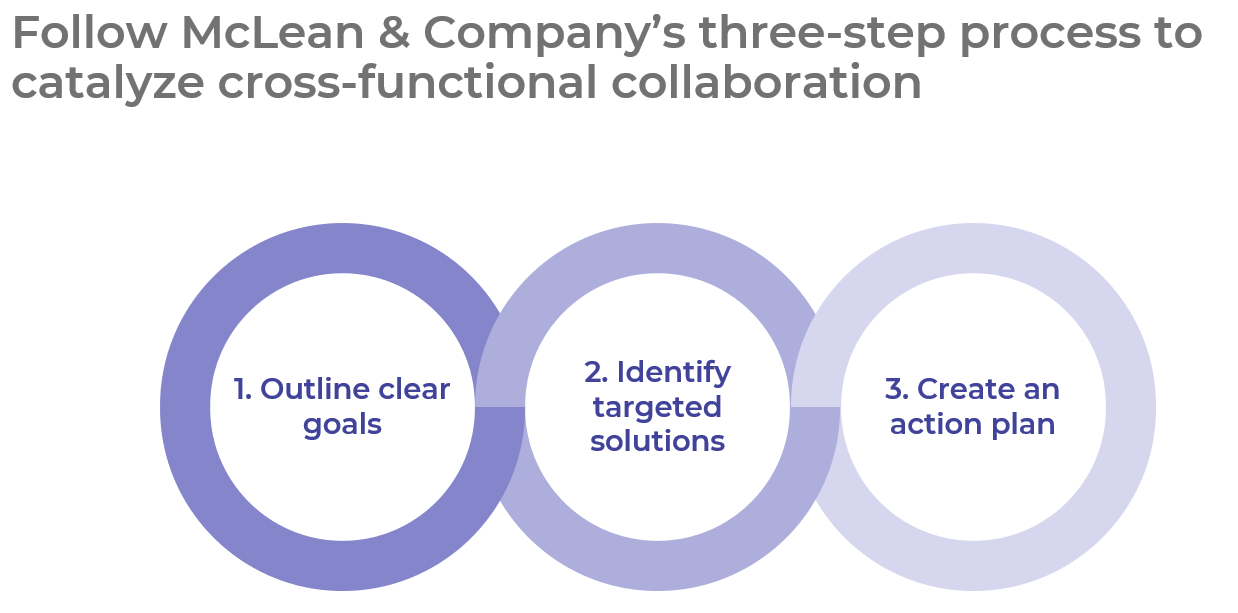 Follow McLean & Company’s three-step process to
catalyze cross-functional collaboration
1. Outline clear
goals
2. Identify
targeted
solutions
3. Create an
action plan